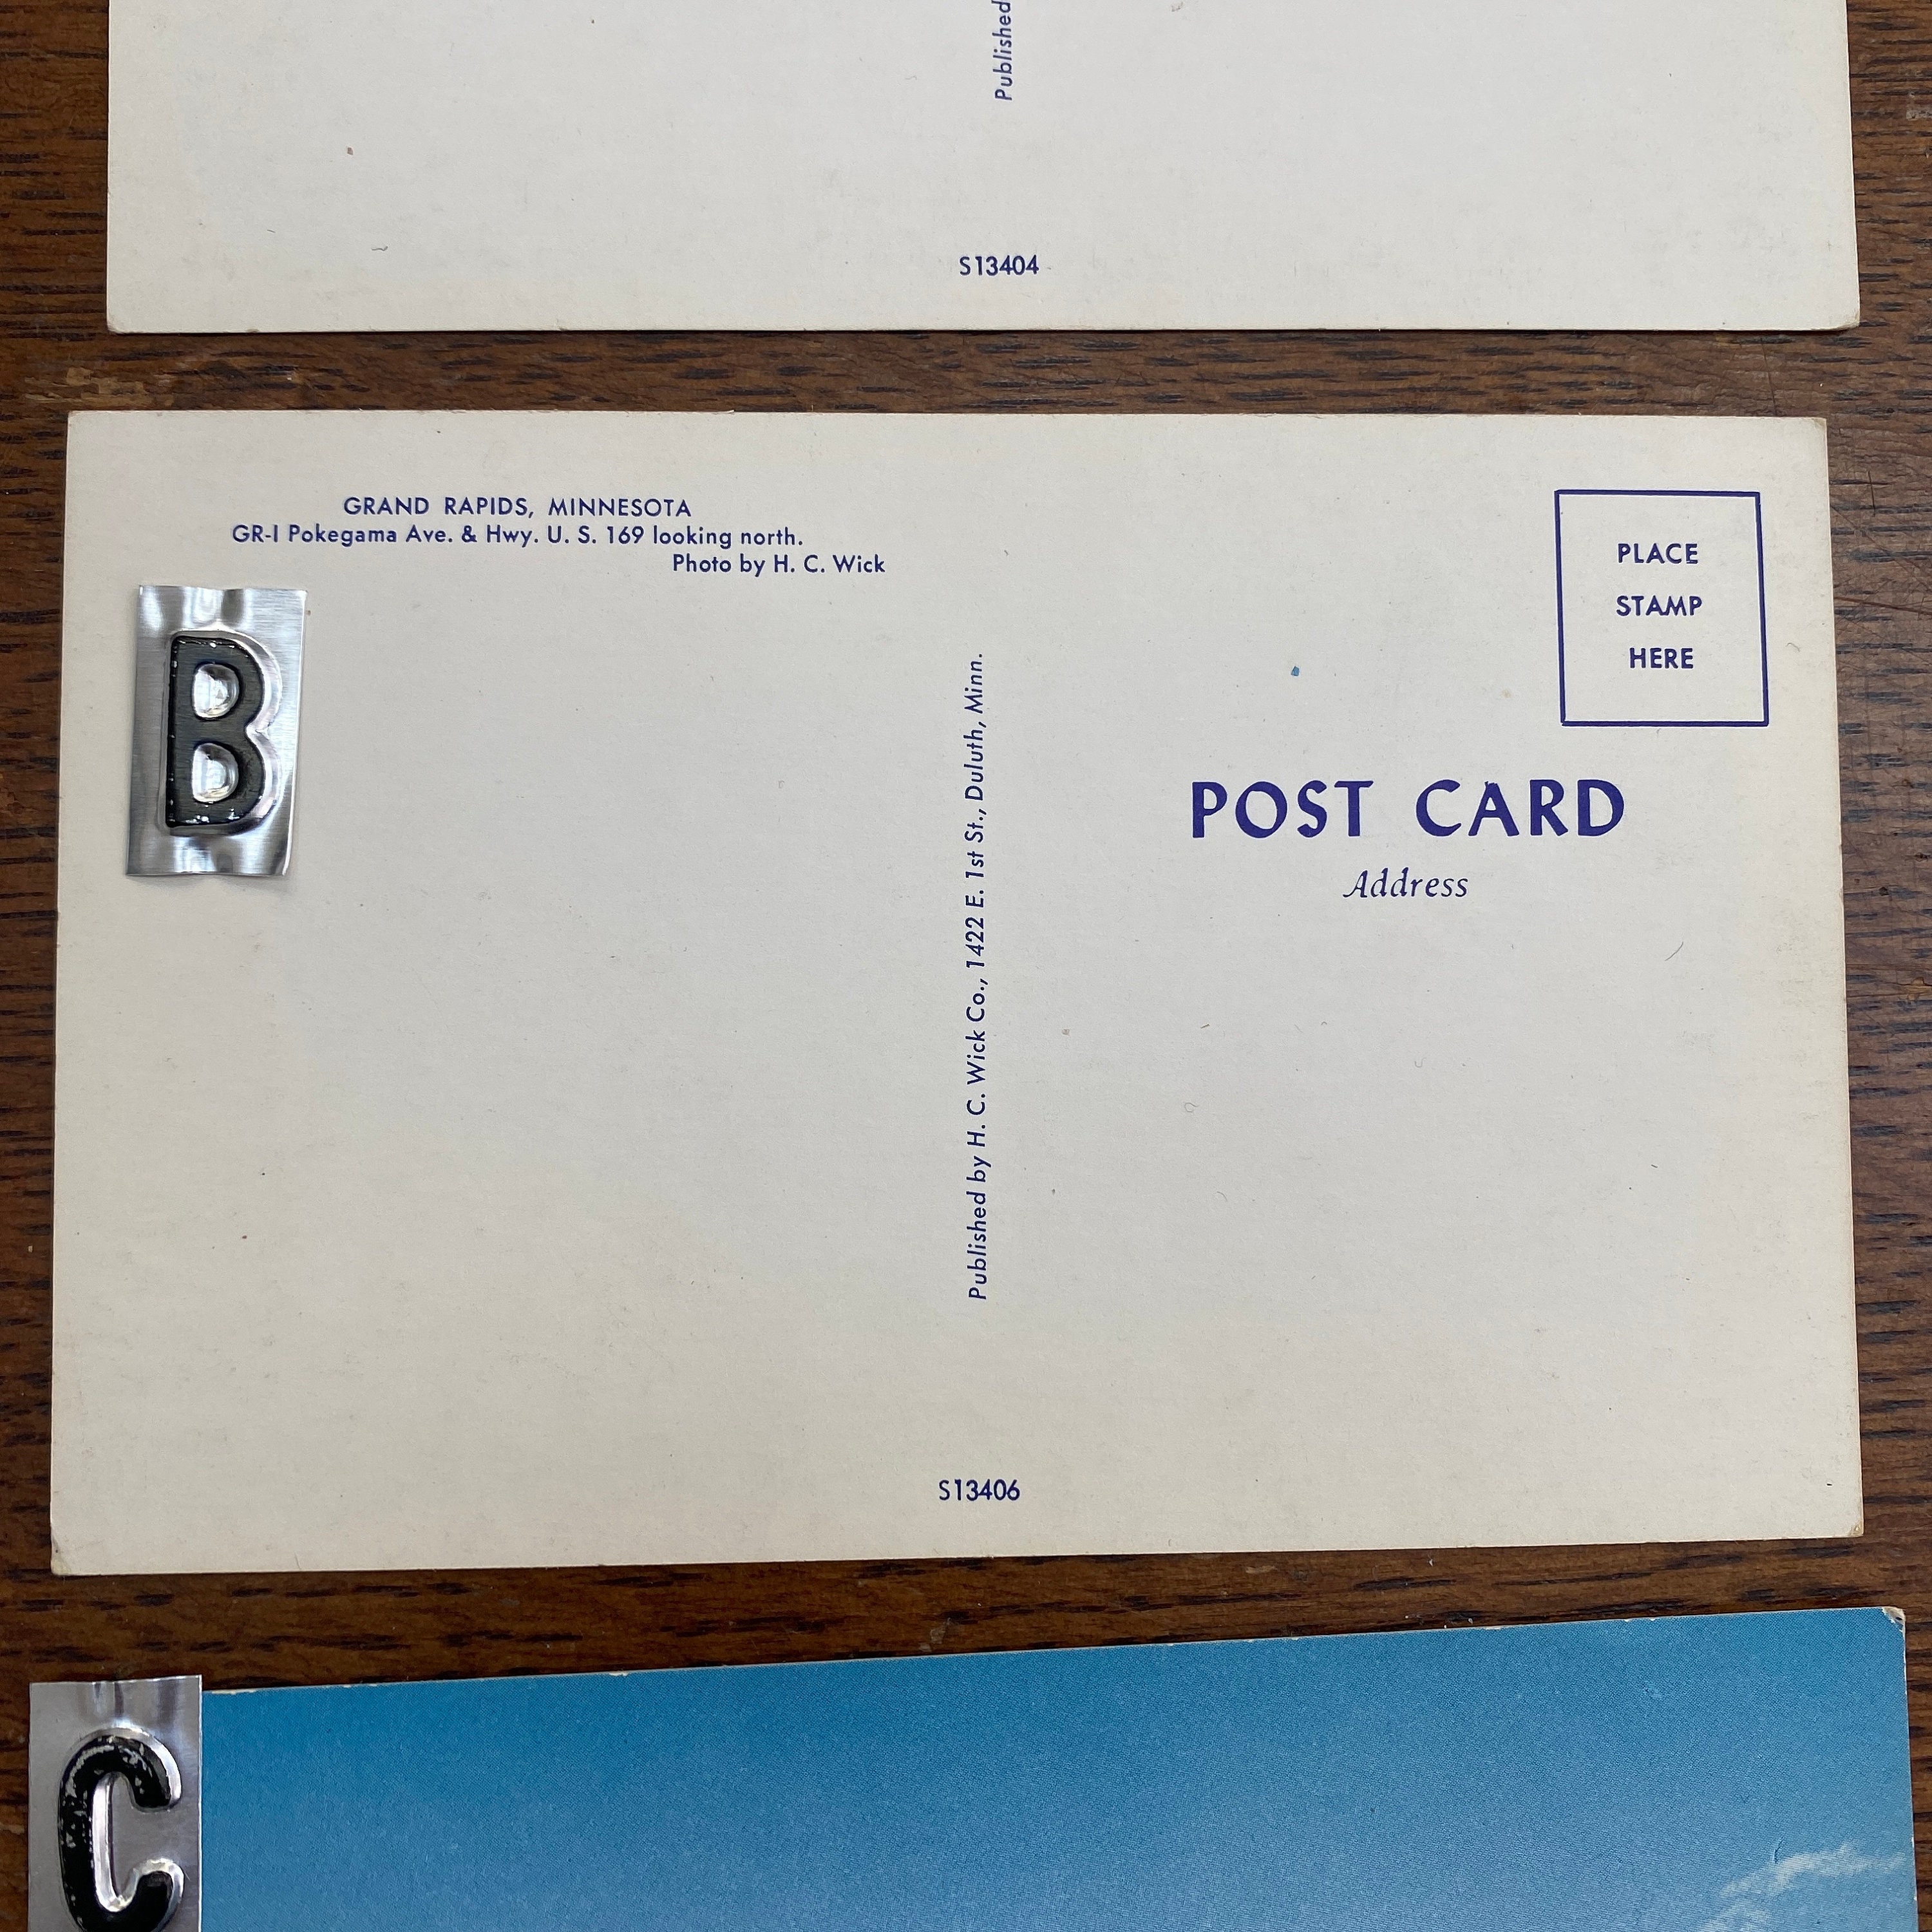 Published
S13404
GRAND RAPIDS, MINNESOTA
GR-I Pokegama Ave. & Hwy. U. S. 169 looking north.
Photo by H. C. Wick
B
Published by H. C. Wick Co., 1422 E. 1st St., Duluth, Minn.
PLACE
STAMP
HERE
POST CARD
Address
S13406
C